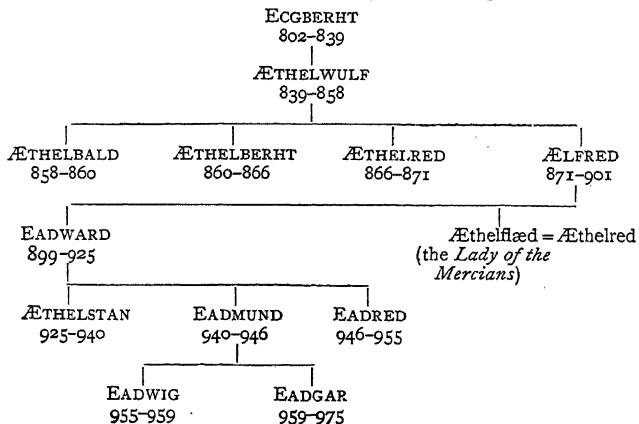 ECGBERHT
802–839
ÆTHELWULF
839–858
ÆTHELBALD ÆTHELBERHT ÆTHELRED ÆLFRED
858–860 860–866 866–871 871–901
EADWARD Æthelflæd = Æthelred
899–925 (the Lady of the
Mercians)
ÆTHELSTAN EADMUND EADRED
925–940 940–946 946–955
EADWIG EADGAR
955–959 959–975